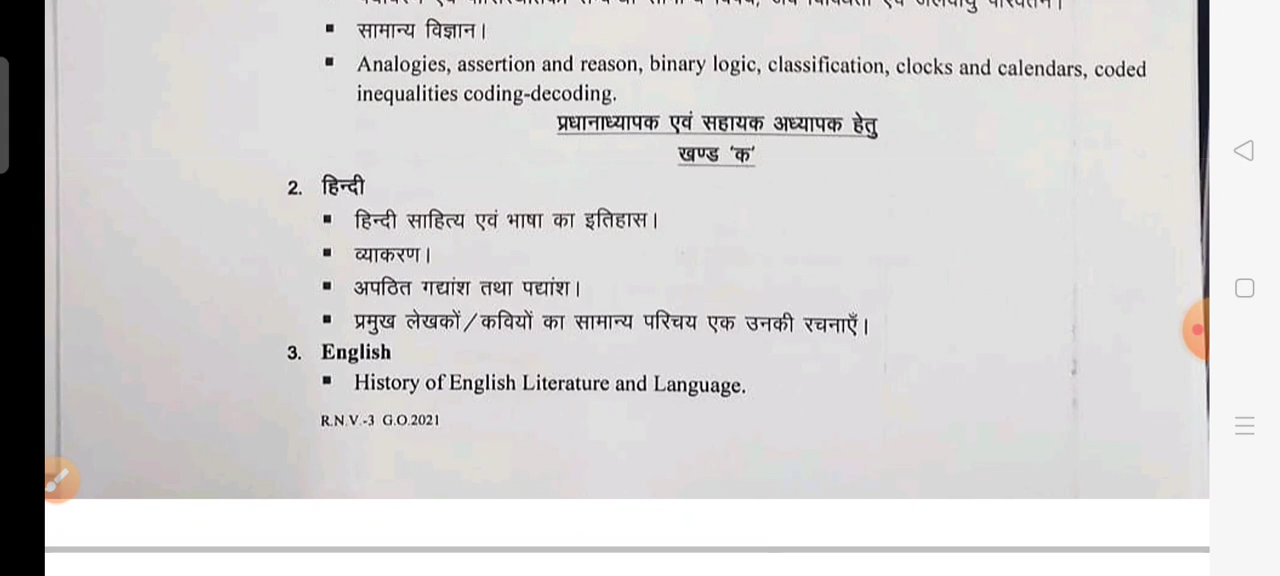 ▪ सामान्य विज्ञान।
▪ Analogies, assertion and reason, binary logic, classification, clocks and calendars, coded
inequalities coding-decoding.
प्रधानाध्यापक एवं सहायक अध्यापक हेतु
खण्ड 'क'
2. हिन्दी
▪ हिन्दी साहित्य एवं भाषा का इतिहास।
▪ व्याकरण।
▪ अपठित गद्यांश तथा पद्यांश।
▪ प्रमुख लेखकों/कवियों का सामान्य परिचय एक उनकी रचनाएँ।
3. English
▪ History of English Literature and Language.
R.N.V.-3 G.O.2021